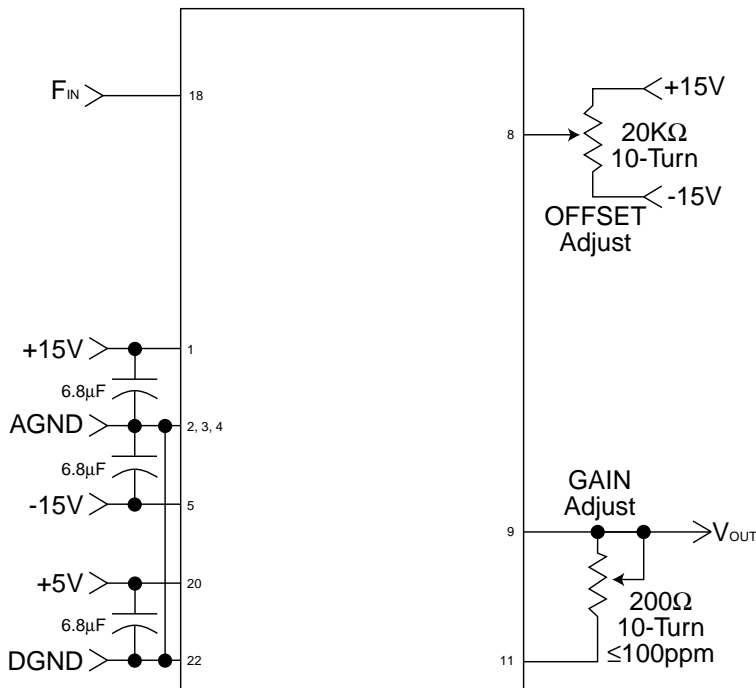 FIN
18
8
+15V
20KΩ
10-Turn
-15V
OFFSET
Adjust
+15V
1
6.8µF
AGND
2, 3, 4
6.8µF
-15V
5
+5V
20
6.8µF
DGND
22
GAIN
Adjust
9
VOUT
200Ω
10-Turn
≤100ppm
11